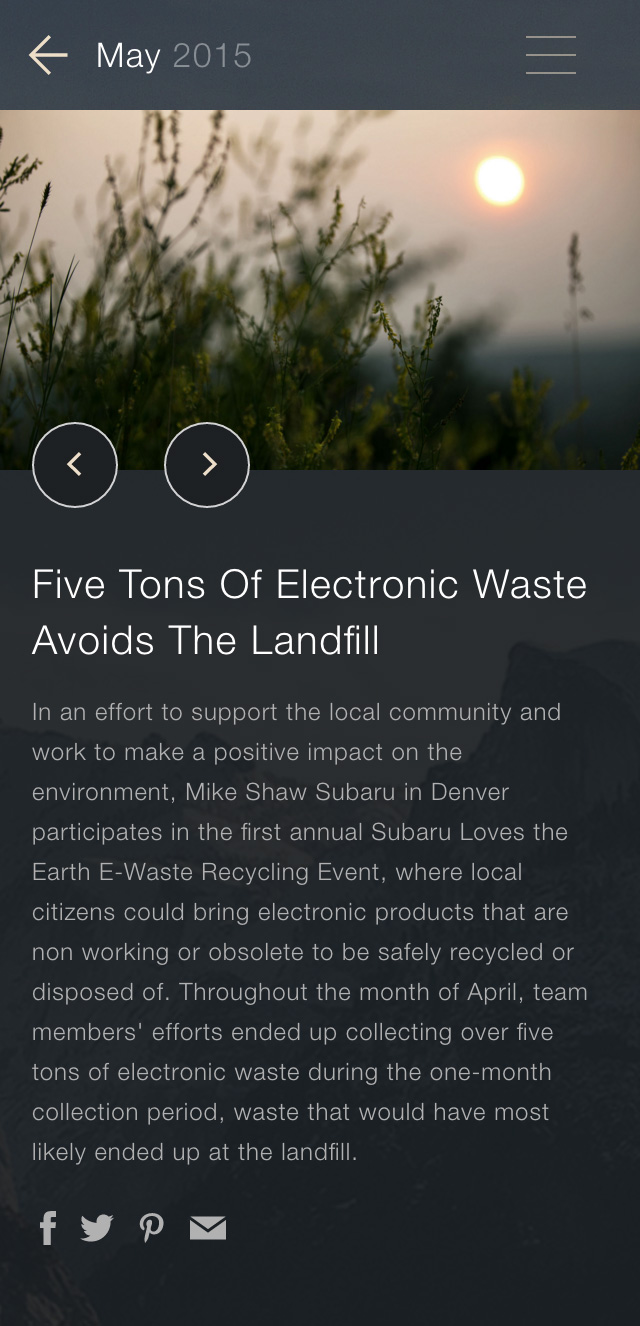 May 2015
Five Tons Of Electronic Waste
Avoids The Landfill
In an effort to support the local community and
work to make a positive impact on the
environment, Mike Shaw Subaru in Denver
participates in the first annual Subaru Loves the
Earth E-Waste Recycling Event, where local
citizens could bring electronic products that are
non working or obsolete to be safely recycled or
disposed of. Throughout the month of April, team
members' efforts ended up collecting over five
tons of electronic waste during the one-month
collection period, waste that would have most
likely ended up at the landfill.